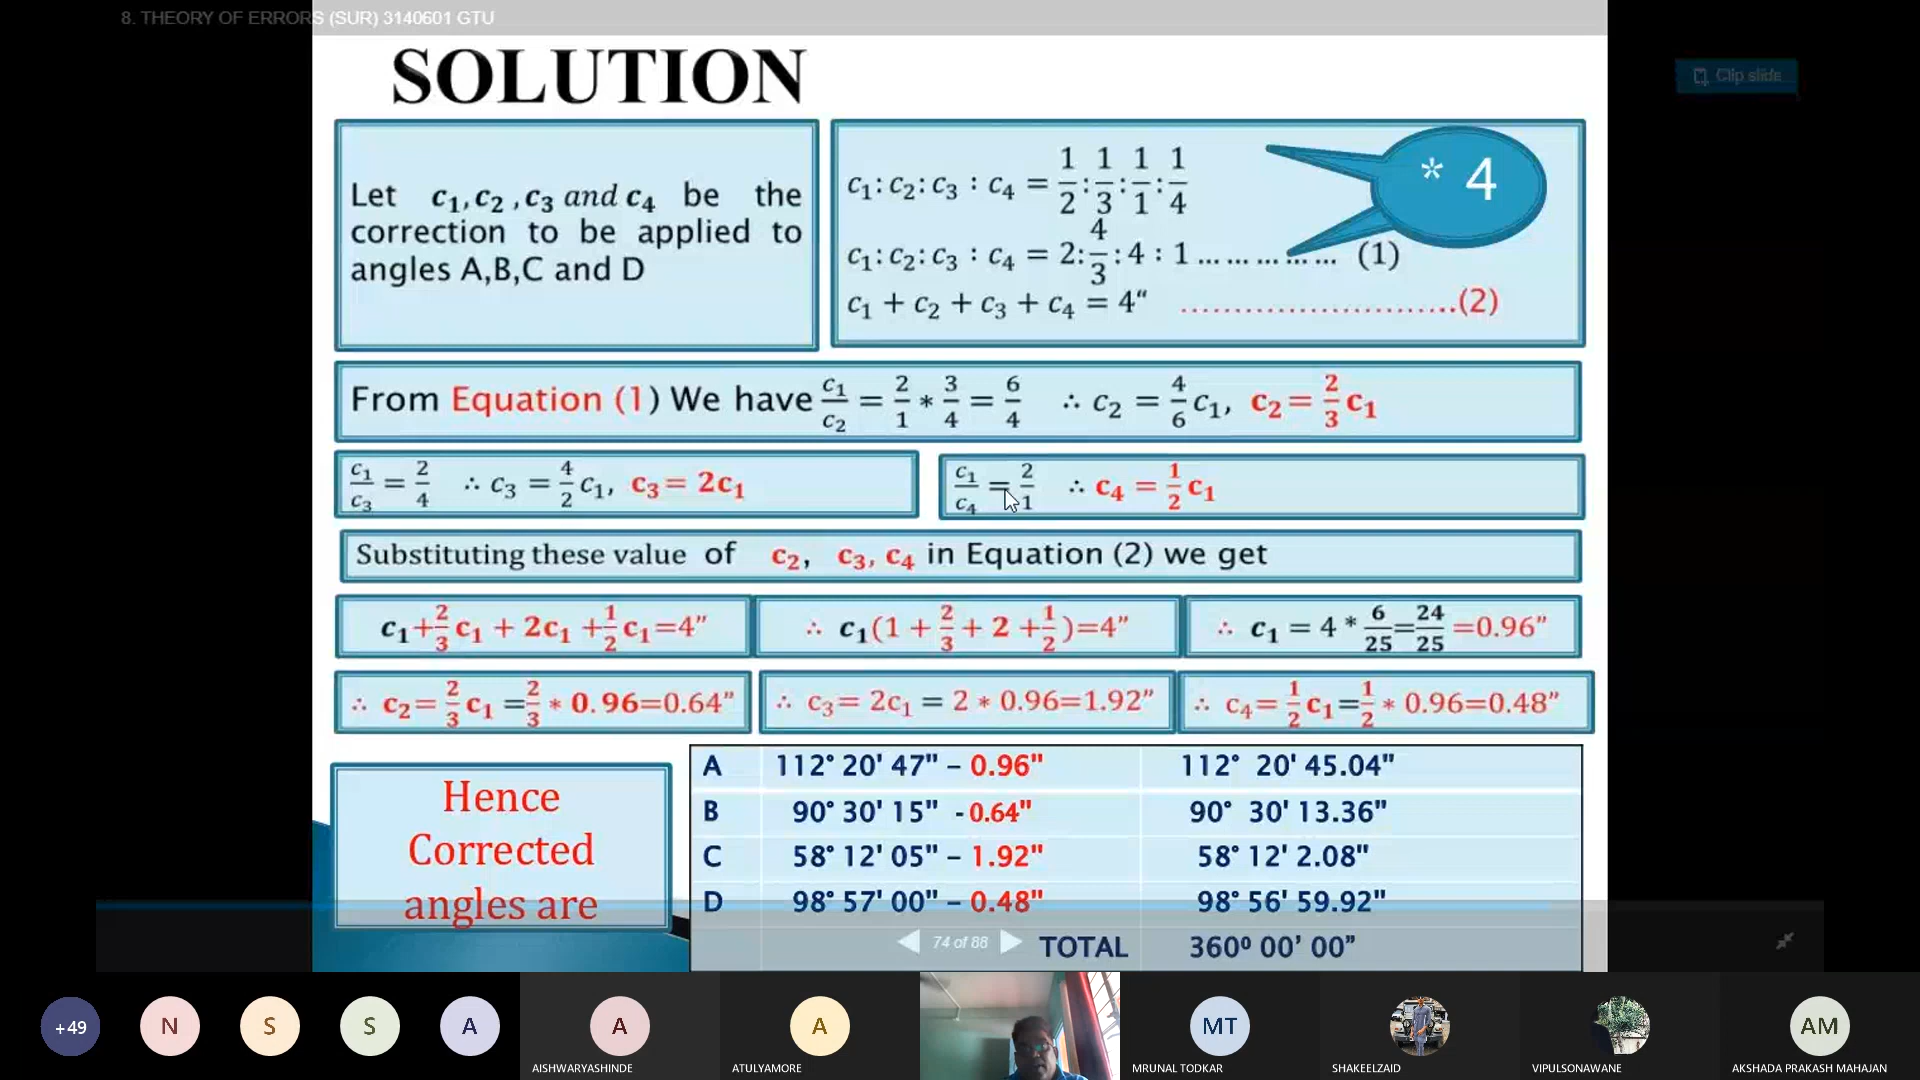 8. THEORY OF ERRORS (SUR) 3140601 GTU
Clip slide
SOLUTION
Let c₁,c₂ ,c₃ and c₄ be the
correction to be applied to
angles A,B,C and D
c₁:c₂:c₃ : c₄ = 1/2:1/3:1/1:1/4
* 4
c₁:c₂:c₃ : c₄ = 2:4/3:4 : 1 ... ... ... ... ... (1)
c₁ + c₂ + c₃ + c₄ = 4“ ..........................(2)
From Equation (1) We have c₁/c₂ = 2/1 * 3/4 = 6/4 ∴ c₂ = 4/6 c₁, c₂= 2/3 c₁
c₁/c₃ = 2/4 ∴ c₃ = 4/2 c₁, c₃= 2c₁
c₁/c₄ = 2/1 ∴ c₄ = 1/2 c₁
Substituting these value of c₂, c₃, c₄ in Equation (2) we get
c₁+2/3 c₁ + 2c₁ +1/2 c₁=4”
∴ c₁(1 + 2/3 + 2 +1/2 )=4”
∴ c₁ = 4 * 6/25=24/25 =0.96”
∴ c₂= 2/3 c₁ =2/3 * 0.96=0.64”
∴ c₃= 2c₁ = 2 * 0.96=1.92”
∴ c₄= 1/2 c₁=1/2 * 0.96=0.48”
Hence
Corrected
angles are
A 112° 20' 47" – 0.96" 112° 20' 45.04"
B 90° 30' 15" - 0.64" 90° 30' 13.36"
C 58° 12' 05" – 1.92" 58° 12' 2.08"
D 98° 57' 00" – 0.48" 98° 56' 59.92"
TOTAL 360⁰ 00’ 00”
74 of 88
+49
N
S
S
A
A
AISHWARYASHINDE
A
ATULYAMORE
MT
MRUNAL TODKAR
SHAKEELZAID
VIPULSONAWANE
AM
AKSHADA PRAKASH MAHAJAN